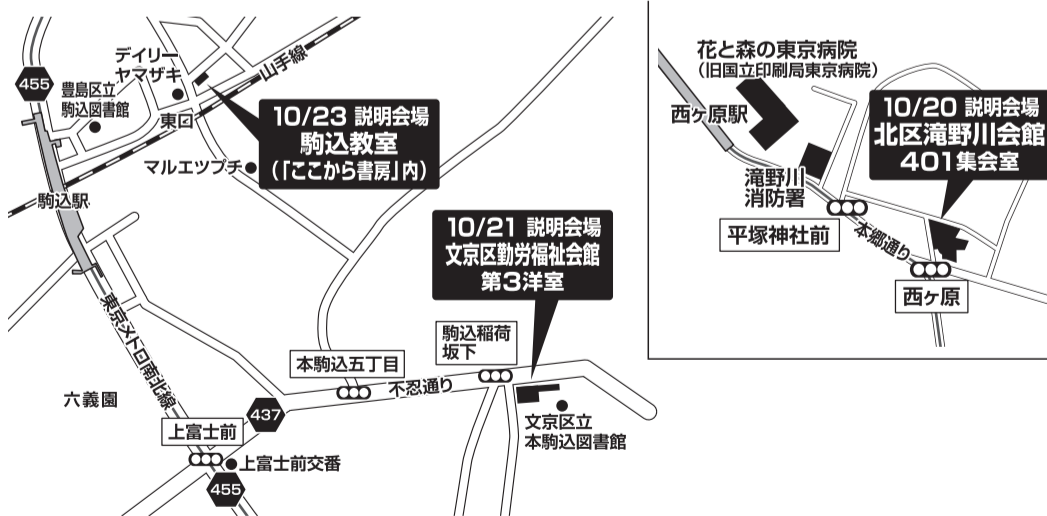 455
豊島区立
駒込図書館
デイリー
ヤマザキ
東口
山手線
10/23 説明会場
駒込教室
(「ここから書房」内)
マルエツプチ
駒込駅
10/21 説明会場
文京区勤労福祉会館
第3洋室
東京メトロ南北線
六義園
本駒込五丁目
駒込稲荷
坂下
不忍通り
437
上富士前
上富士前交番
455
文京区立
本駒込図書館
花と森の東京病院
(旧国立印刷局東京病院)
西ヶ原駅
10/20 説明会場
北区滝野川会館
401集会室
滝野川
消防署
平塚神社前
本郷通り
西ヶ原